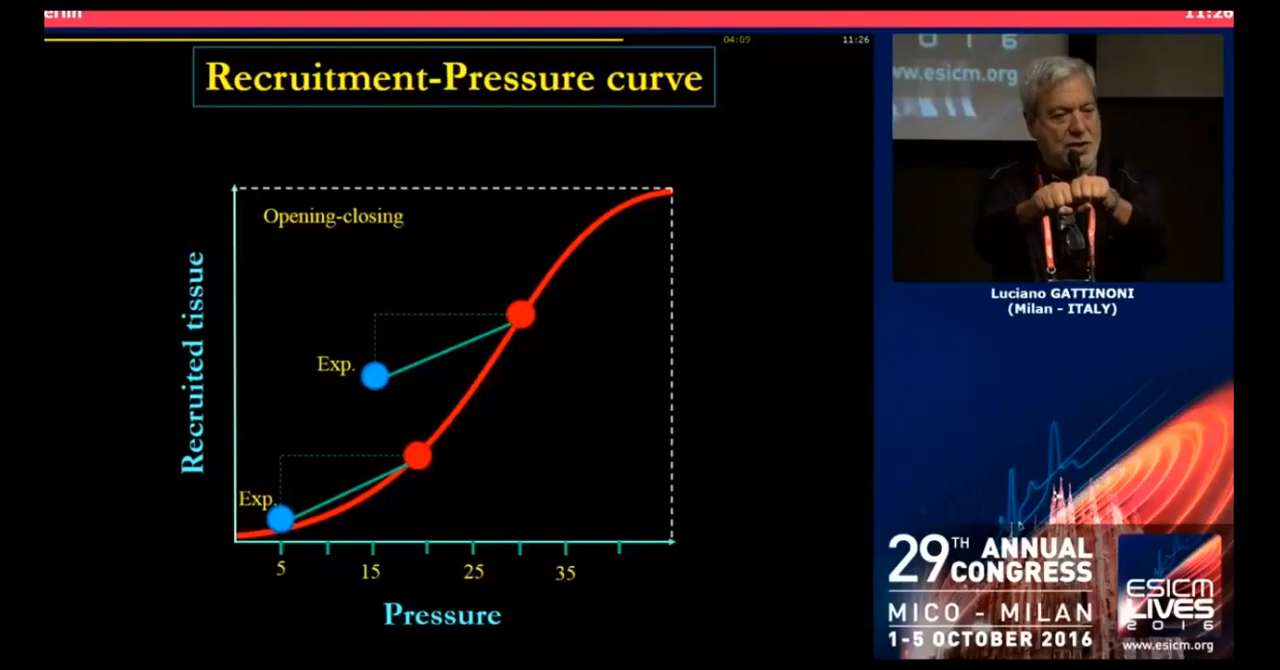 11:26
04:09
11:26
Recruitment-Pressure curve
Opening-closing
Recruited tissue
Exp.
Exp.
5
15
25
35
Pressure
2016
www.esicm.org
Luciano GATTINONI
(Milan - ITALY)
29TH ANNUAL
CONGRESS
MICO - MILAN
1-5 OCTOBER 2016
ESICM
LIVES
2016
www.esicm.org